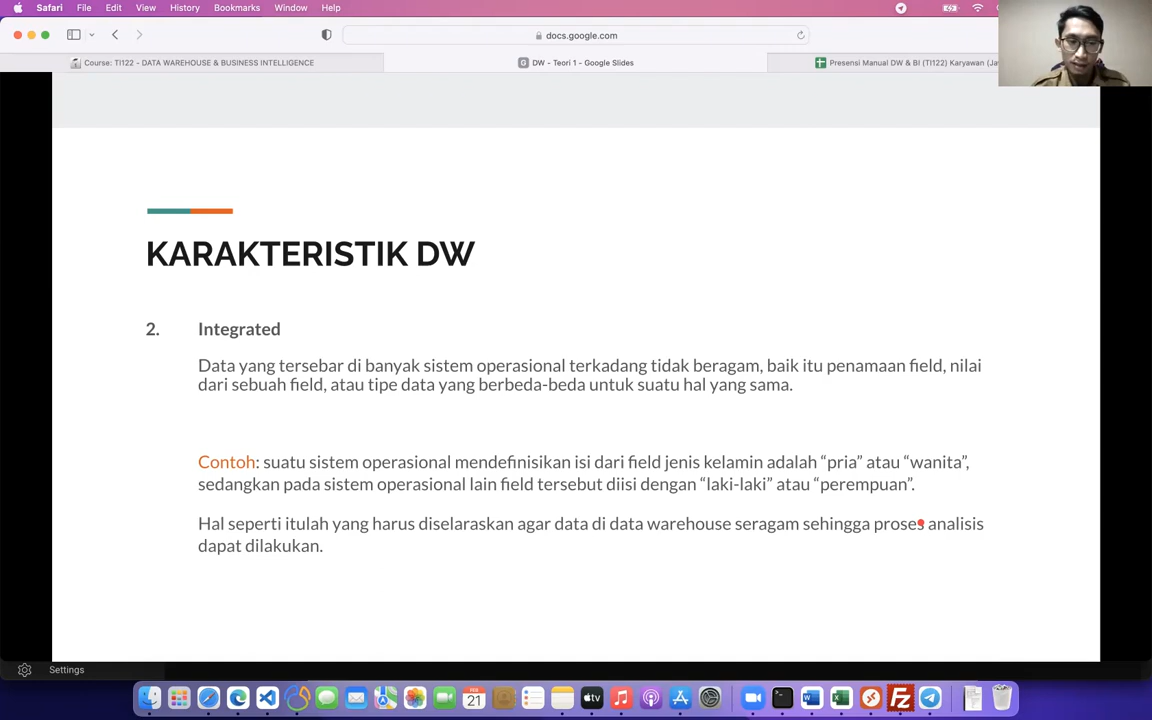 Safari File Edit View History Bookmarks Window Help
docs.google.com
Course: TI122 - DATA WAREHOUSE & BUSINESS INTELLIGENCE
DW - Teori 1 - Google Slides
Presensi Manual DW & BI (TI122) Karyawan (Ja
KARAKTERISTIK DW
2. Integrated
Data yang tersebar di banyak sistem operasional terkadang tidak beragam, baik itu penamaan field, nilai
dari sebuah field, atau tipe data yang berbeda-beda untuk suatu hal yang sama.
Contoh: suatu sistem operasional mendefinisikan isi dari field jenis kelamin adalah “pria” atau “wanita”,
sedangkan pada sistem operasional lain field tersebut diisi dengan “laki-laki” atau “perempuan”.
Hal seperti itulah yang harus diselaraskan agar data di data warehouse seragam sehingga proses analisis
dapat dilakukan.
Settings
21
tv